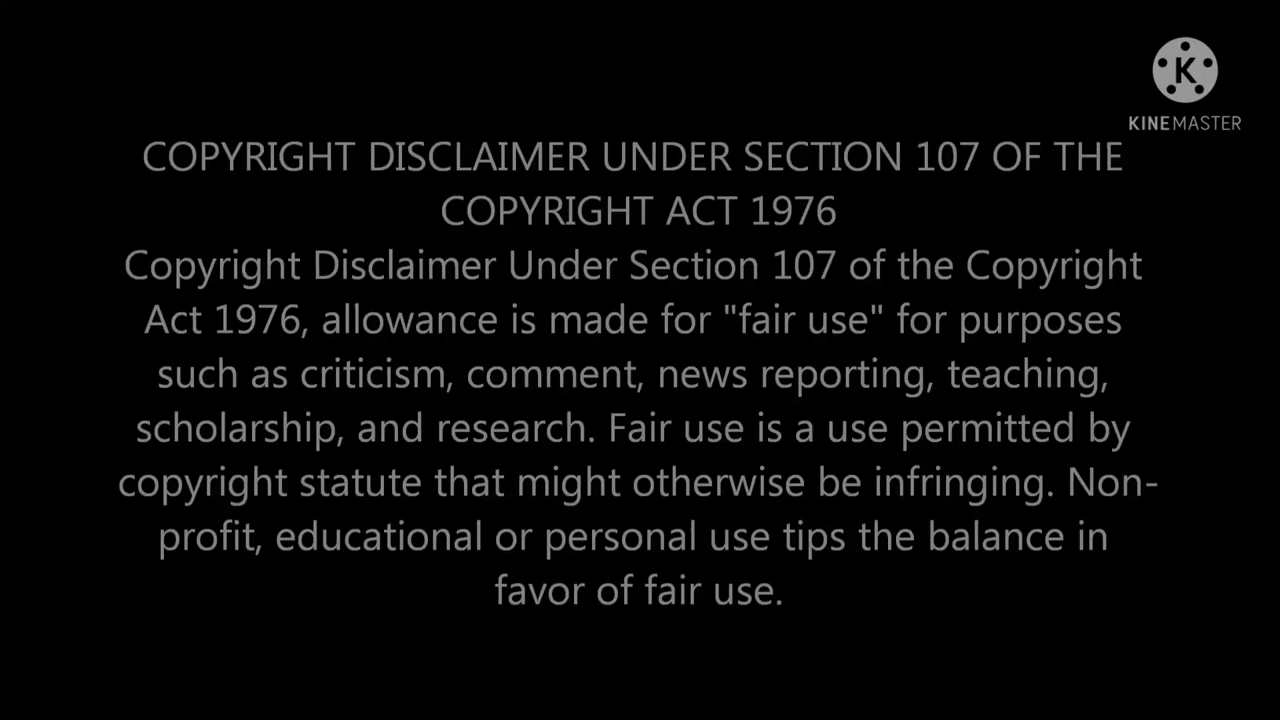 KINEMASTER
COPYRIGHT DISCLAIMER UNDER SECTION 107 OF THE
COPYRIGHT ACT 1976
Copyright Disclaimer Under Section 107 of the Copyright
Act 1976, allowance is made for "fair use" for purposes
such as criticism, comment, news reporting, teaching,
scholarship, and research. Fair use is a use permitted by
copyright statute that might otherwise be infringing. Non-
profit, educational or personal use tips the balance in
favor of fair use.